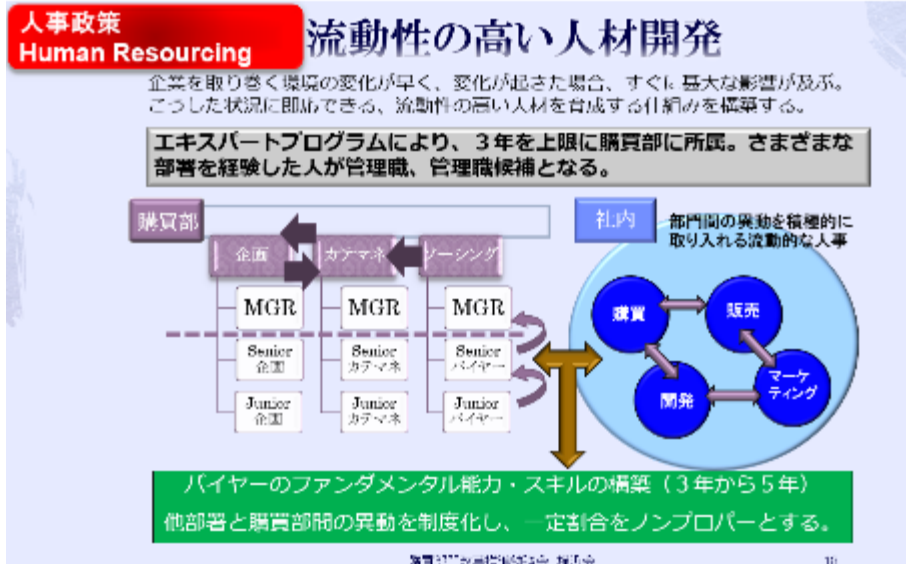 人事政策
Human Resourcing
流動性の高い人材開発
企業を取り巻く環境の変化が早く、変化が起きた場合、すぐに甚大な影響が及ぶ。
こうした状況に即応できる、流動性の高い人材を育成する仕組みを構築する。
エキスパートプログラムにより、３年を上限に購買部に所属。さまざまな
部署を経験した人が管理職、管理職候補となる。
購買部
企画
カテマネ
ソーシング
MGR
MGR
MGR
Senior
企画
Senior
カテマネ
Senior
バイヤー
Junior
企画
Junior
カテマネ
Junior
バイヤー
社内
部門間の異動を積極的に
取り入れる流動的な人事
購買
販売
開発
マーケ
ティング
バイヤーのファンダメンタル能力・スキルの構築（３年から５年）
他部署と購買部間の異動を制度化し、一定割合をノンプロパーとする。